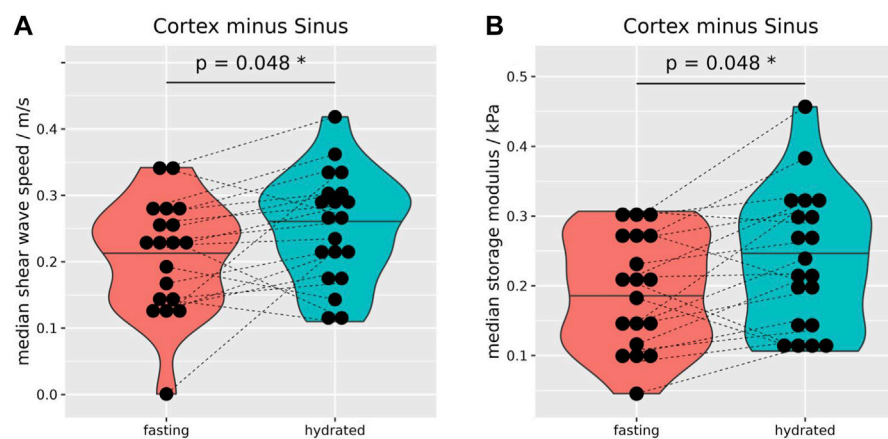 A
Cortex minus Sinus
p = 0.048 *
median shear wave speed / m/s
0.4
0.3
0.2
0.1
0.0
fasting
hydrated
B
Cortex minus Sinus
p = 0.048 *
median storage modulus / kPa
0.5
0.4
0.3
0.2
0.1
fasting
hydrated